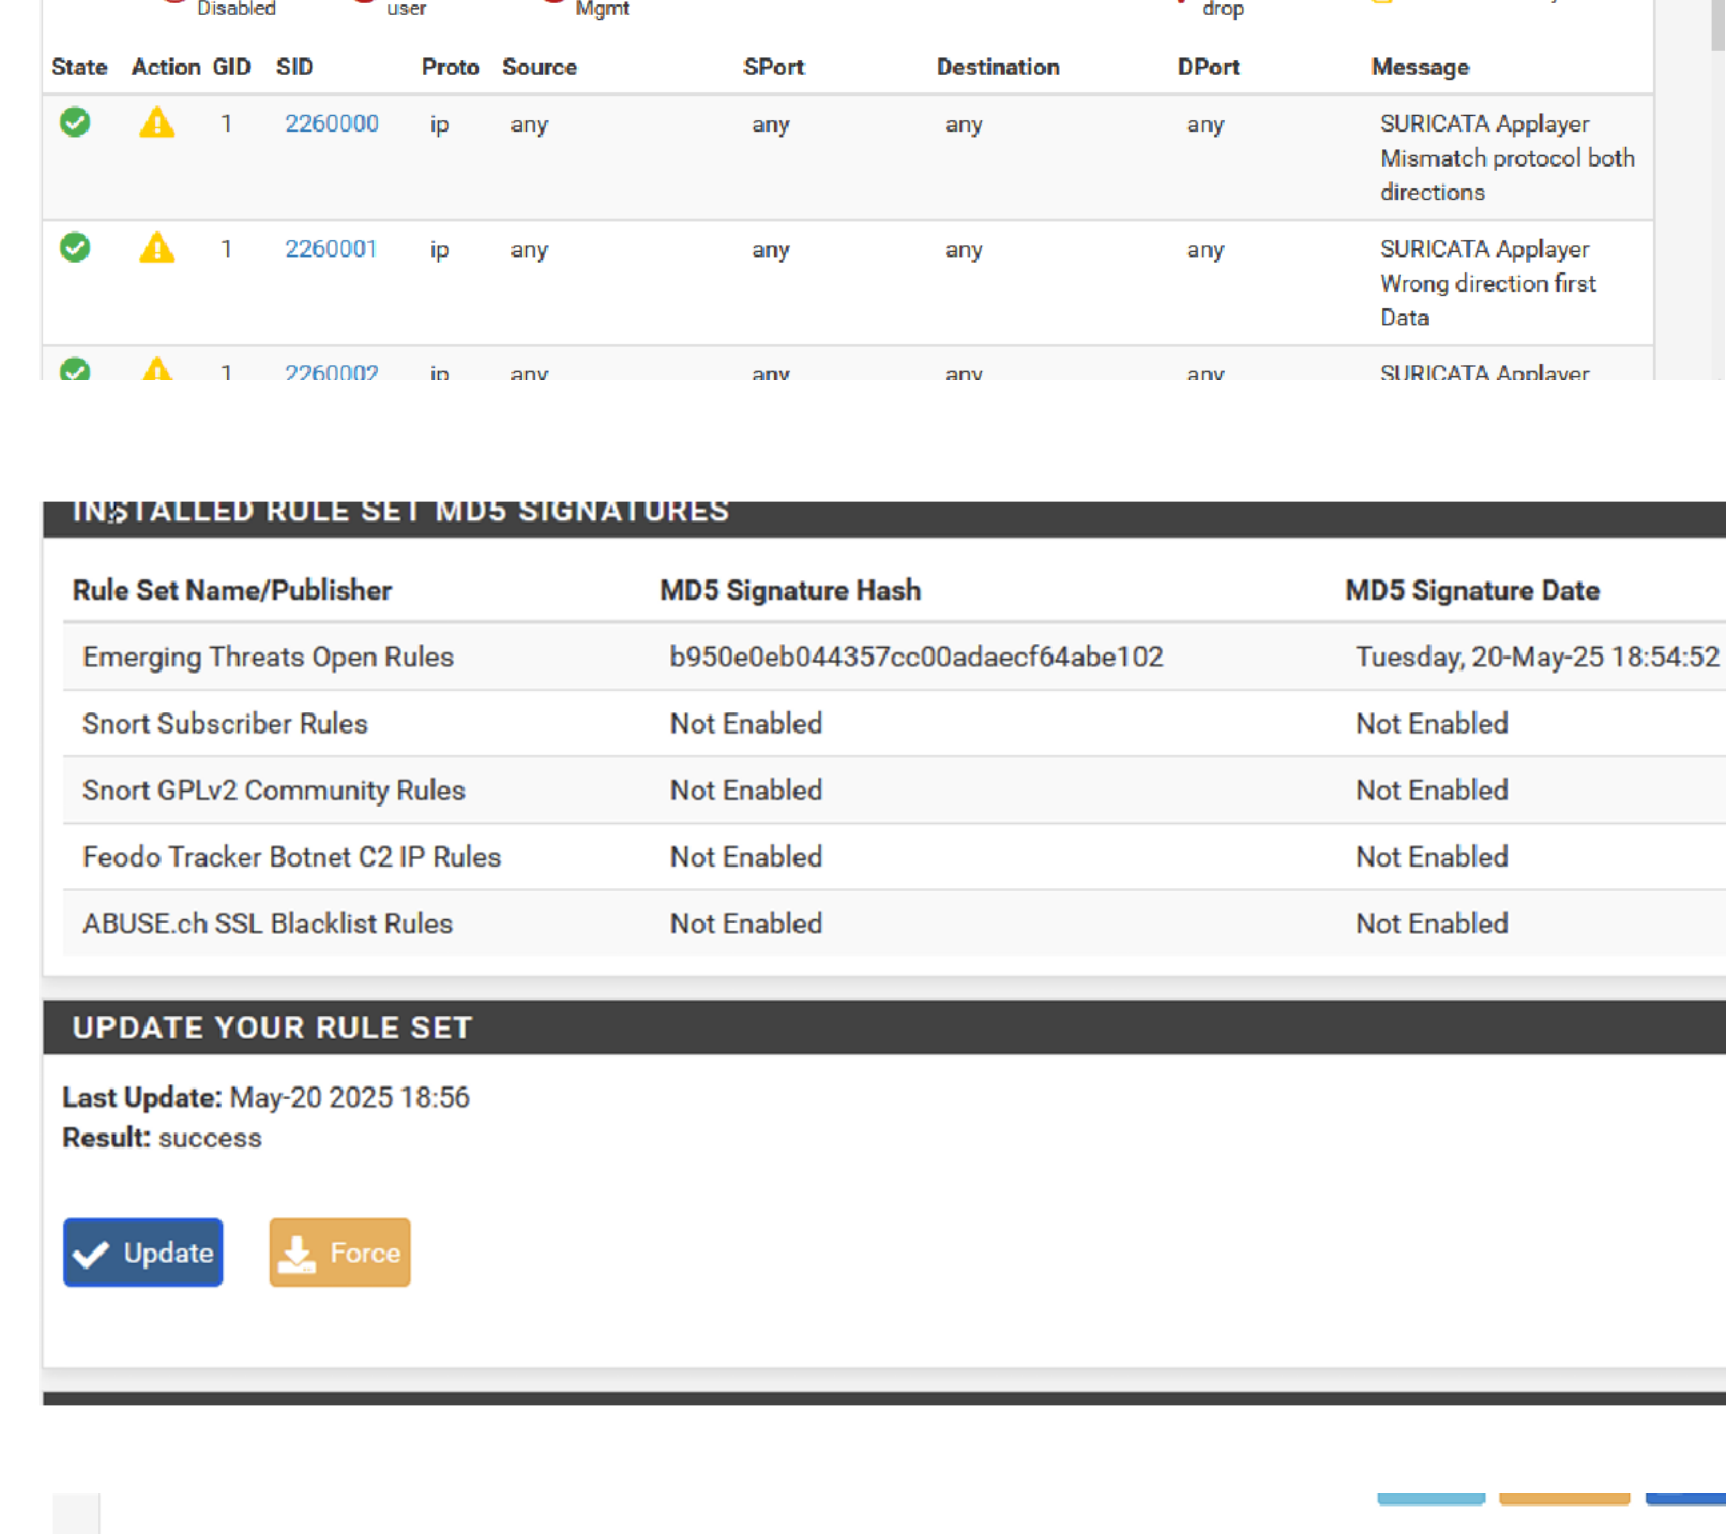 Disabled user Mgmt drop
State Action GID SID Proto Source SPort Destination DPort Message
1 2260000 ip any any any any SURICATA Applayer
Mismatch protocol both
directions
1 2260001 ip any any any any SURICATA Applayer
Wrong direction first
Data
1 2260002 ip any any any any SURICATA Applayer
INSTALLED RULE SET MD5 SIGNATURES
Rule Set Name/Publisher MD5 Signature Hash MD5 Signature Date
Emerging Threats Open Rules b950e0eb044357cc00adaecf64abe102 Tuesday, 20-May-25 18:54:52
Snort Subscriber Rules Not Enabled Not Enabled
Snort GPLv2 Community Rules Not Enabled Not Enabled
Feodo Tracker Botnet C2 IP Rules Not Enabled Not Enabled
ABUSE.ch SSL Blacklist Rules Not Enabled Not Enabled
UPDATE YOUR RULE SET
Last Update: May-20 2025 18:56
Result: success
Update Force